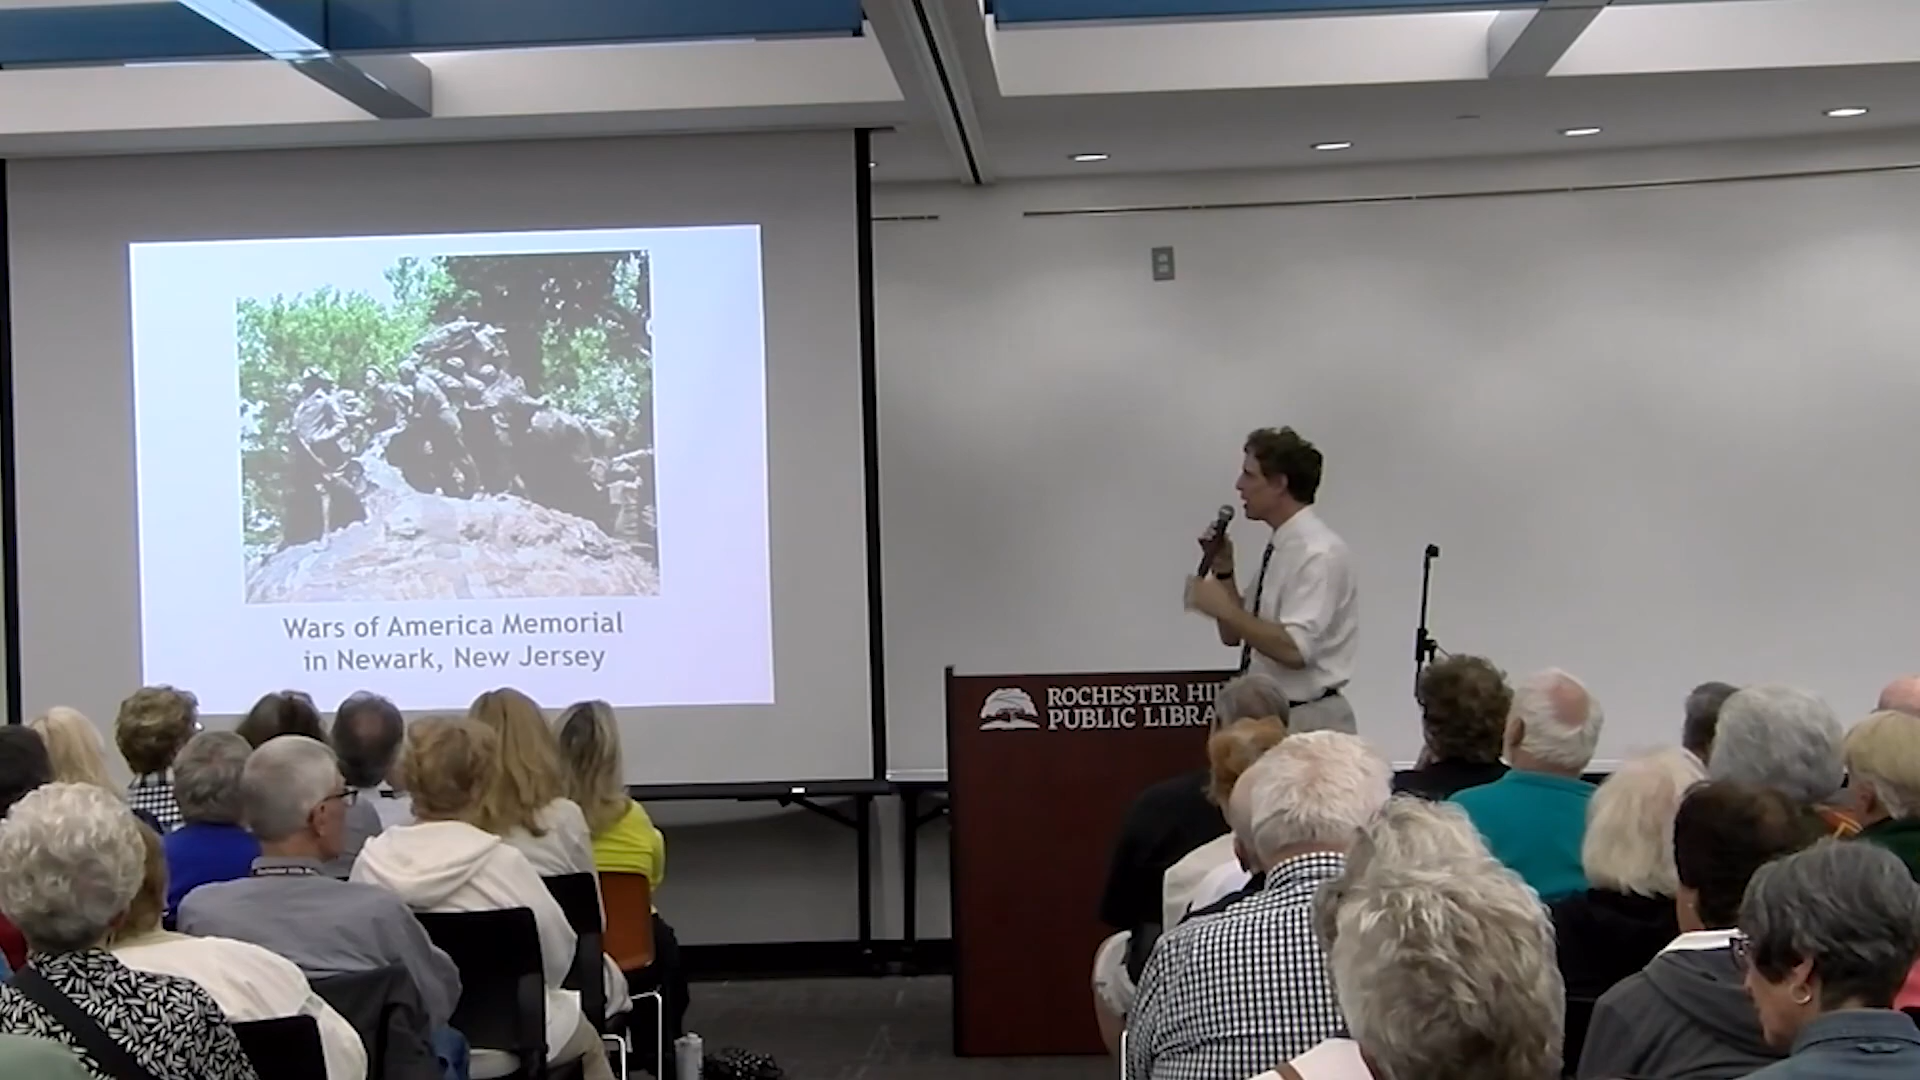 Wars of America Memorial
in Newark, New Jersey
ROCHESTER HI
PUBLIC LIBRA